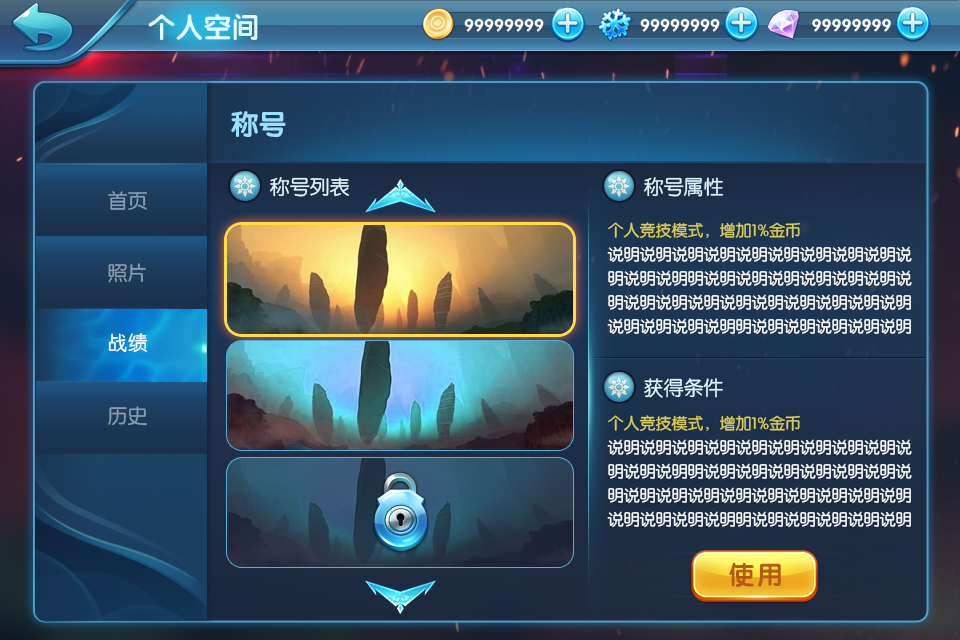 个人空间
99999999
99999999
99999999
称号
首页
照片
战绩
历史
称号列表
称号属性
个人竞技模式，增加1%金币
说明说明说明说明说明说明说明说明说明说
明说明说明明说明说明说明说明说明说明说
明说明说明说明说明说明说明说明说明说明
说明说明说明说明明说明说明说明说明说明
获得条件
个人竞技模式，增加1%金币
说明说明说明说明说明说明说明说明说明说
明说明说明明说明说明说明说明说明说明说
明说明说明说明说明说明说明说明说明说明
说明说明说明说明明说明说明说明说明说明
使用